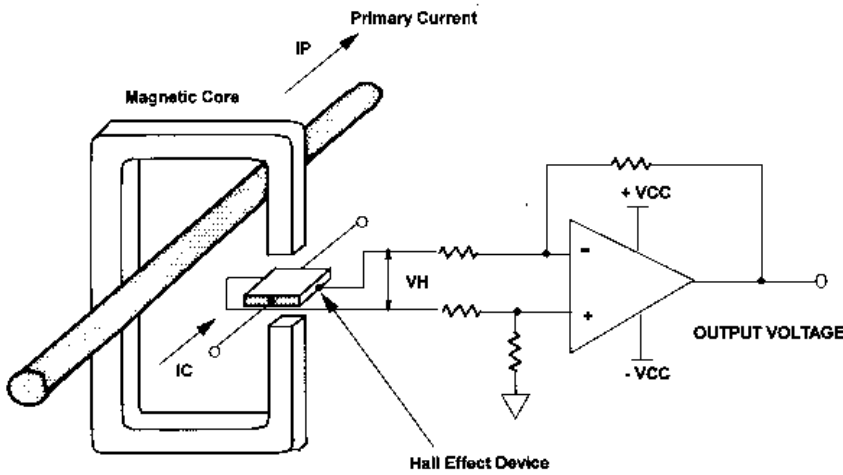 Primary Current
IP
Magnetic Core
+ VCC
-
VH
+
IC
OUTPUT VOLTAGE
- VCC
Hall Effect Device